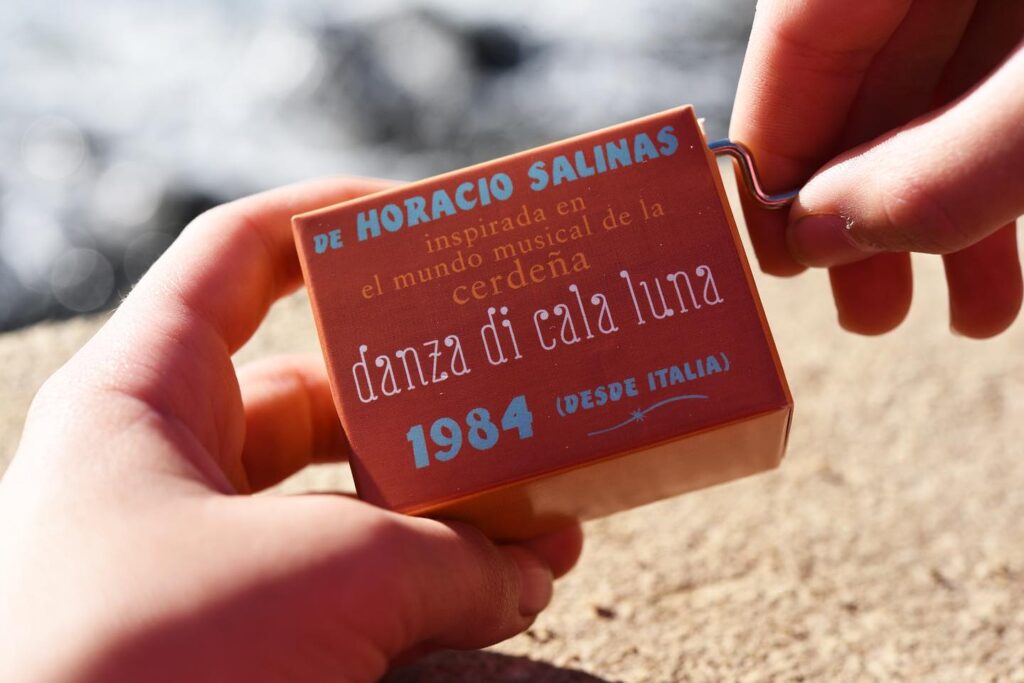 DE HORACIO SALINAS
inspirada en
el mundo musical de la
cerdeña
danza di cala luna
1984 (DESDE ITALIA)